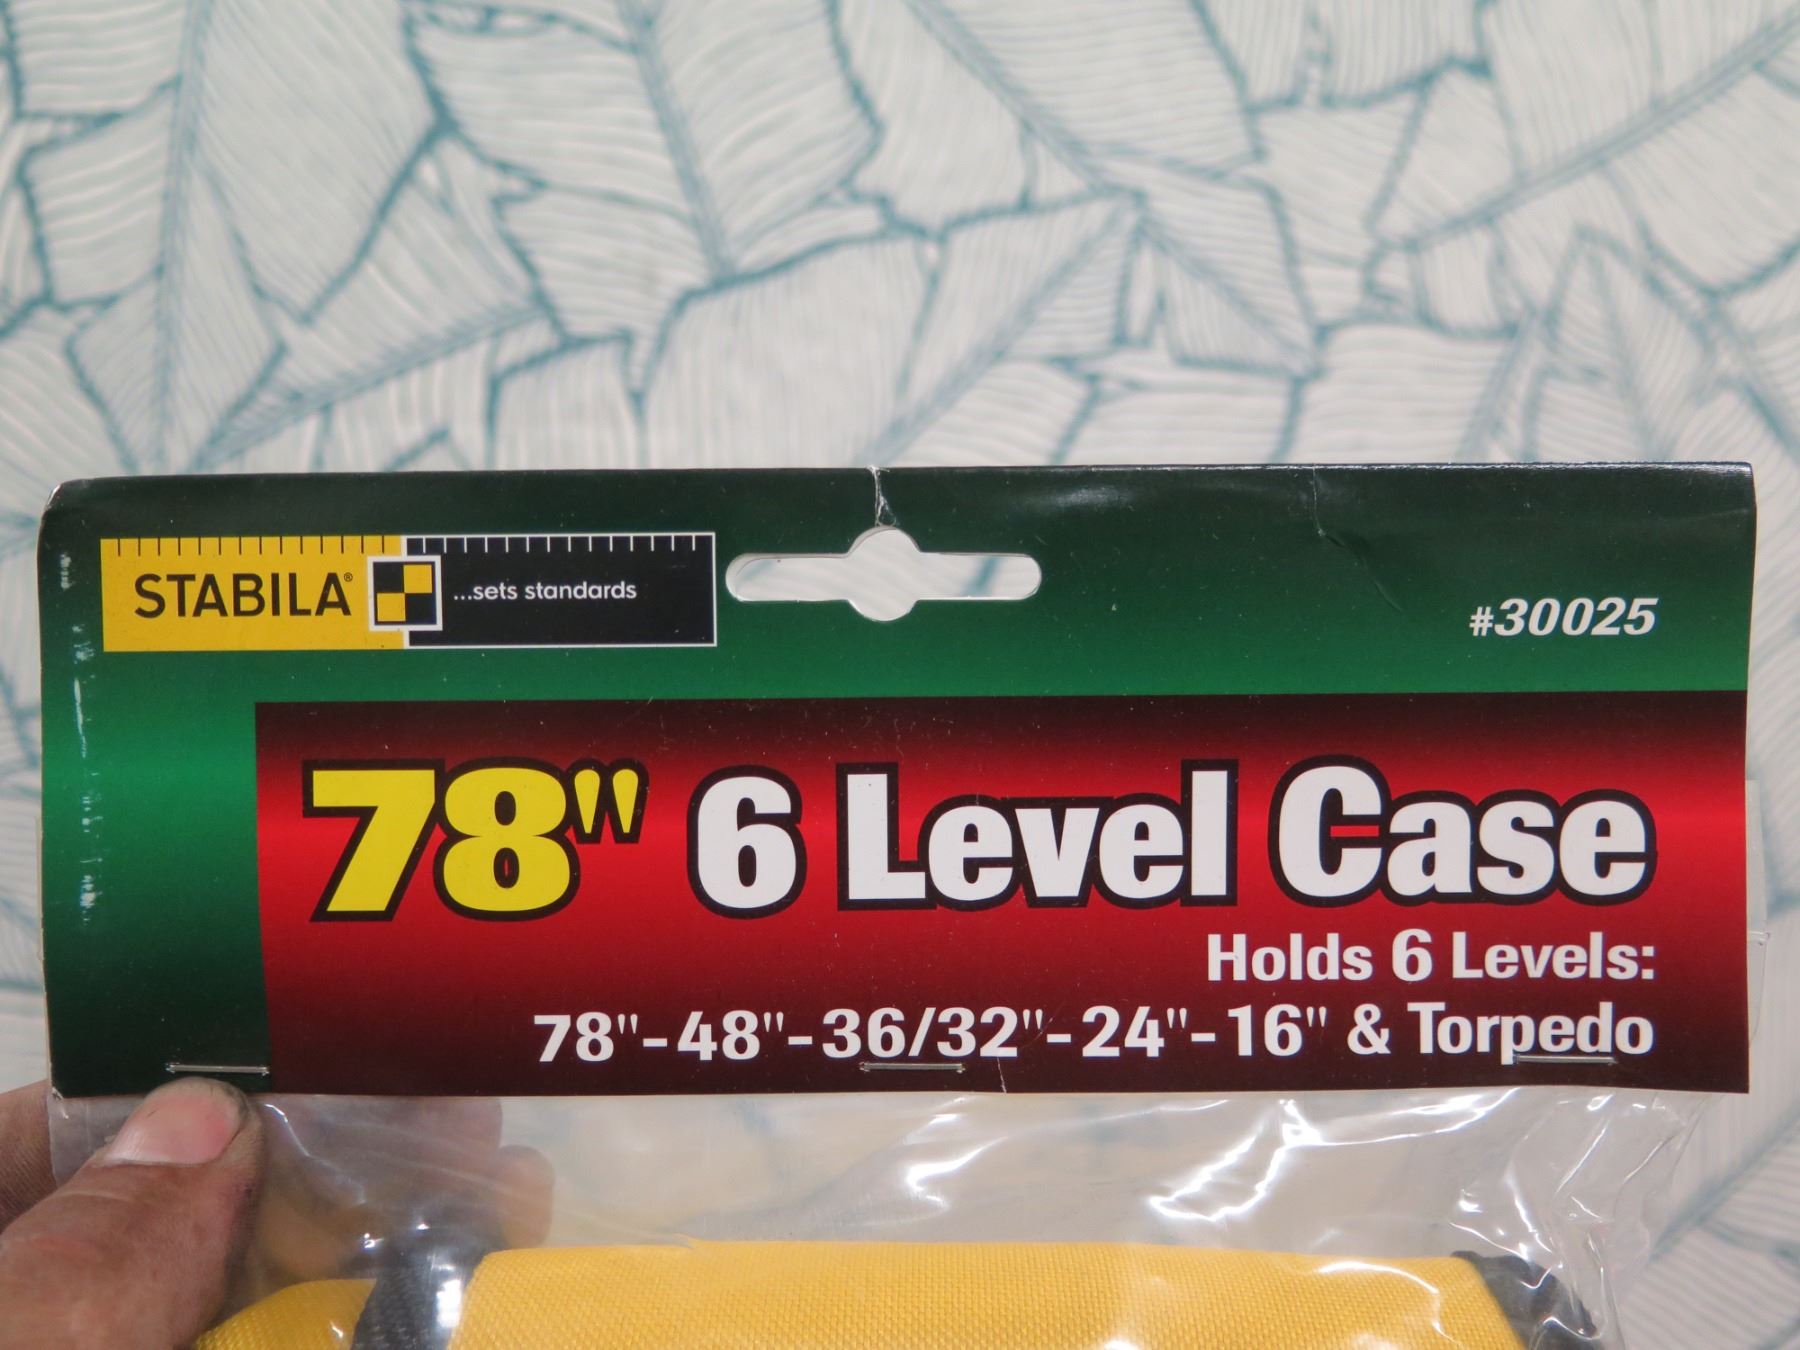 STABILA® ...sets standards
#30025
78" 6 Level Case
Holds 6 Levels:
78"-48"-36/32"-24"-16" & Torpedo